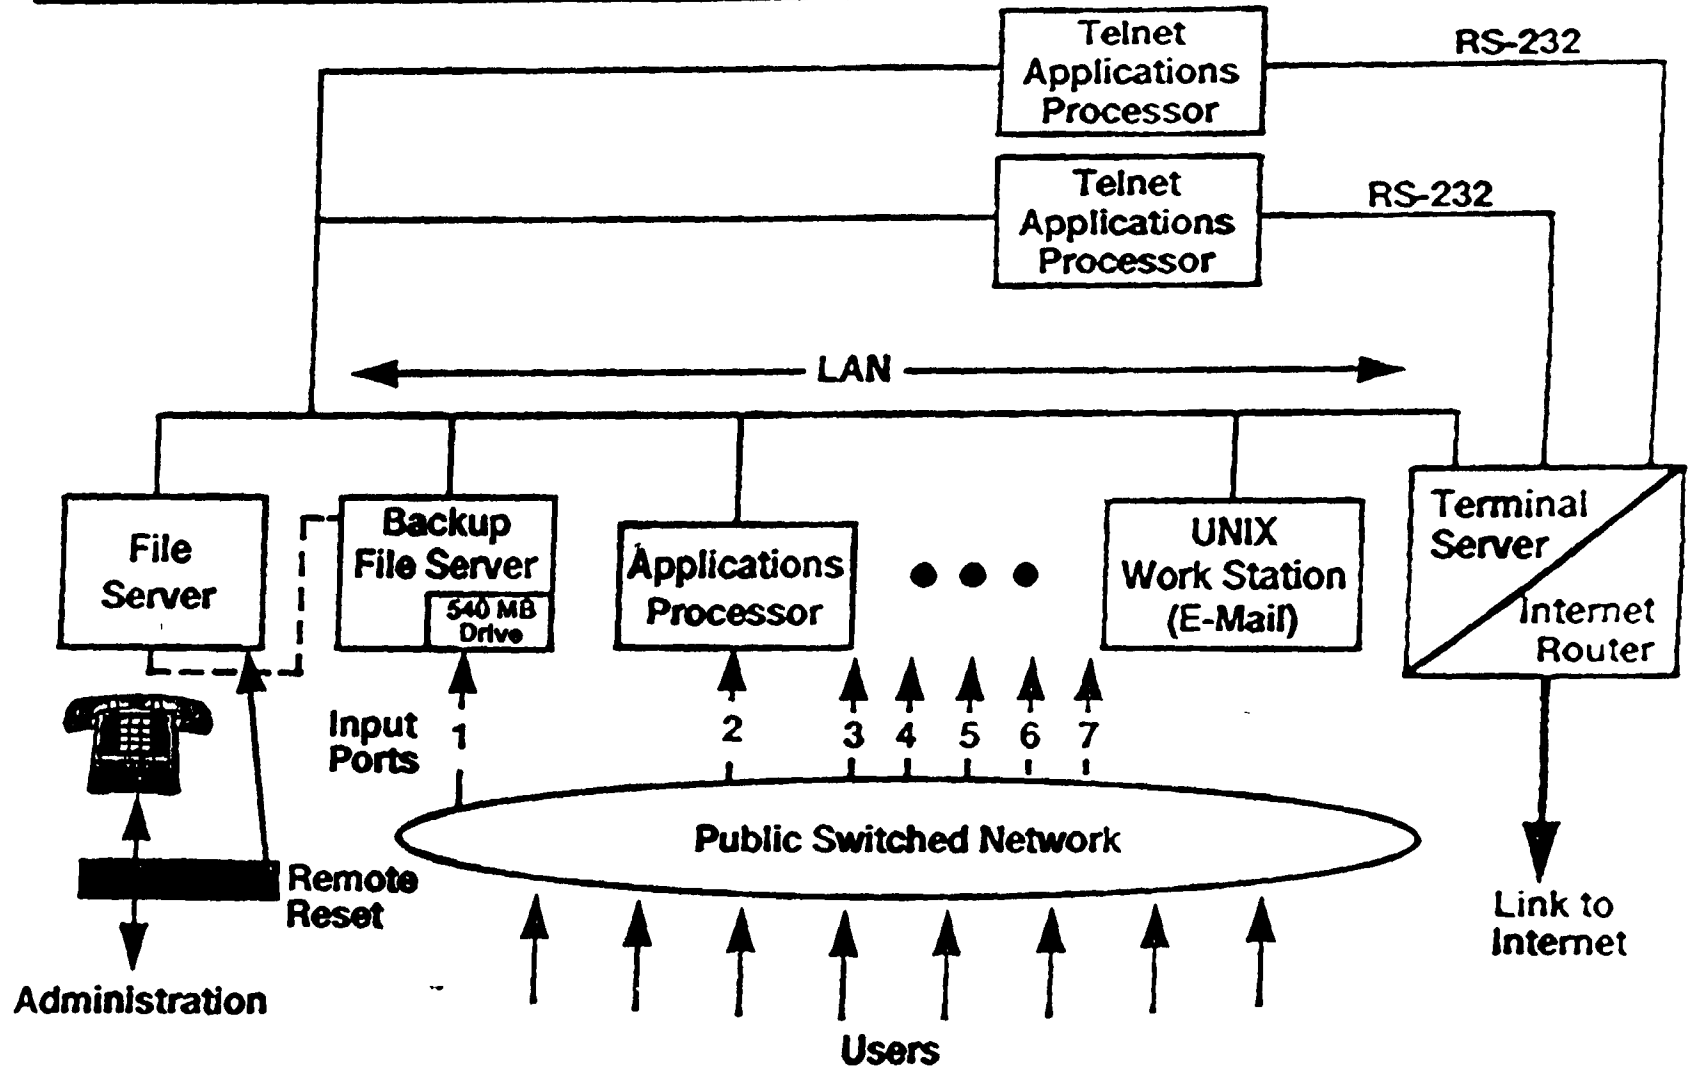 Telnet
Applications
Processor
RS-232
Telnet
Applications
Processor
RS-232
LAN
File
Server
Backup
File Server
540 MB
Drive
Applications
Processor
UNIX
Work Station
(E-Mail)
Terminal
Server
Internet
Router
Input
Ports
1
2
3
4
5
6
7
Public Switched Network
Remote
Reset
Administration
Users
Link to
Internet